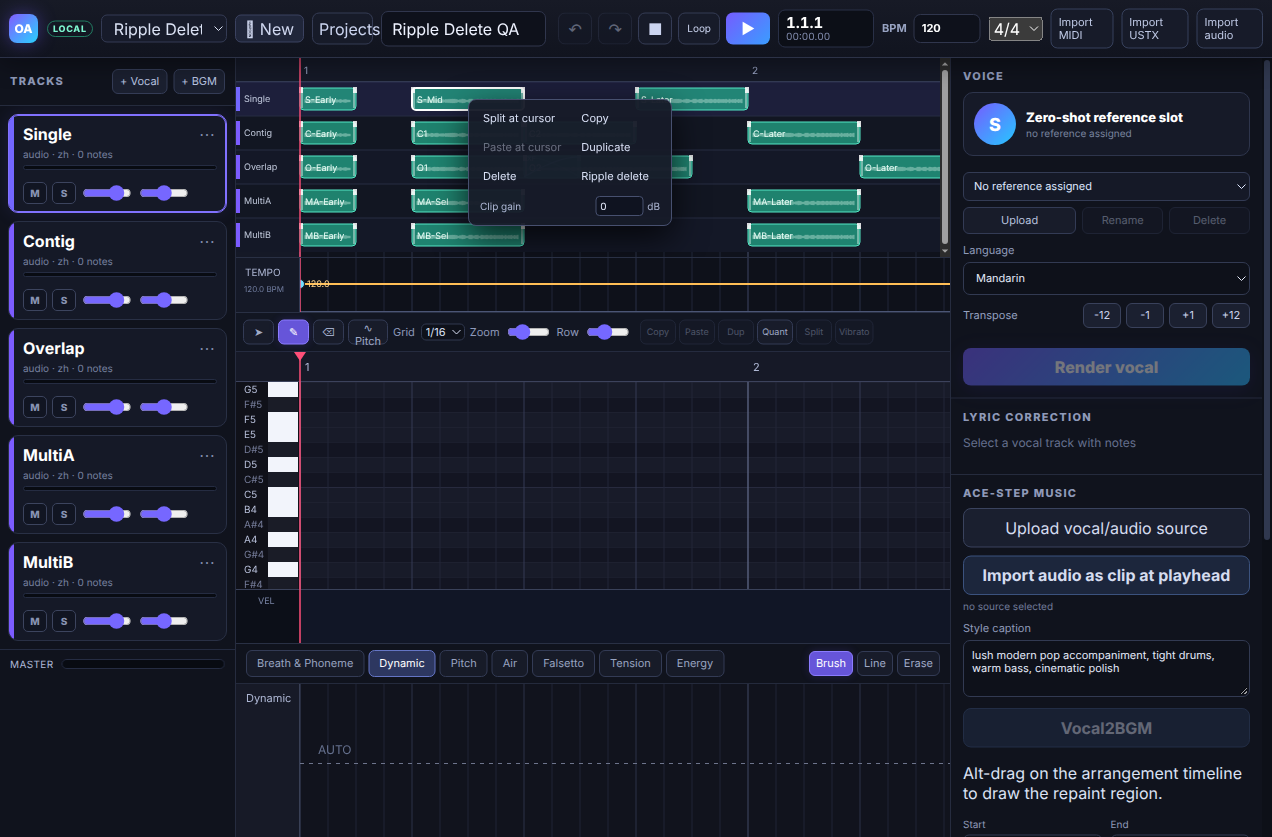 OA LOCAL Ripple Delet New Projects Ripple Delete QA Loop 1.1.1 BPM 120 4/4 Import MIDI Import USTX Import audio
00:00.00
TRACKS + Vocal + BGM
Single ...
audio · zh · 0 notes
M S
Contig ...
audio · zh · 0 notes
M S
Overlap ...
audio · zh · 0 notes
M S
MultiA ...
audio · zh · 0 notes
M S
MultiB ...
audio · zh · 0 notes
M S
MASTER
1 2
Single S-Early S-Mid
Contig C-Early C1 C-Later
Overlap O-Early O1 O-Later
MultiA MA-Early MA-Sel MA-Later
MultiB MB-Early MB-Sel MB-Later
Split at cursor Copy
Paste at cursor Duplicate
Delete Ripple delete
Clip gain 0 dB
TEMPO
120.0 BPM
120.0
Pitch Grid 1/16 Zoom Row Copy Paste Dup Quant Split Vibrato
1 2
G5
F#5
F5
E5
D#5
D5
C#5
C5
B4
A#4
A4
G#4
G4
F#4
VEL
Breath & Phoneme Dynamic Pitch Air Falsetto Tension Energy Brush Line Erase
Dynamic
AUTO
VOICE
S
Zero-shot reference slot
no reference assigned
No reference assigned
Upload Rename Delete
Language
Mandarin
Transpose -12 -1 +1 +12
Render vocal
LYRIC CORRECTION
Select a vocal track with notes
ACE-STEP MUSIC
Upload vocal/audio source
Import audio as clip at playhead
no source selected
Style caption
lush modern pop accompaniment, tight drums,
warm bass, cinematic polish
Vocal2BGM
Alt-drag on the arrangement timeline
to draw the repaint region.
Start End